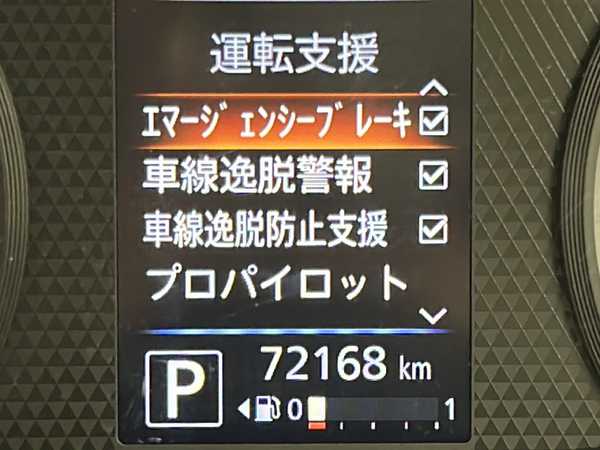 運転支援
ｴﾏｰｼﾞｪﾝｼｰﾌﾞﾚｰｷ
車線逸脱警報
車線逸脱防止支援
プロパイロット
72168 km
P
0 1